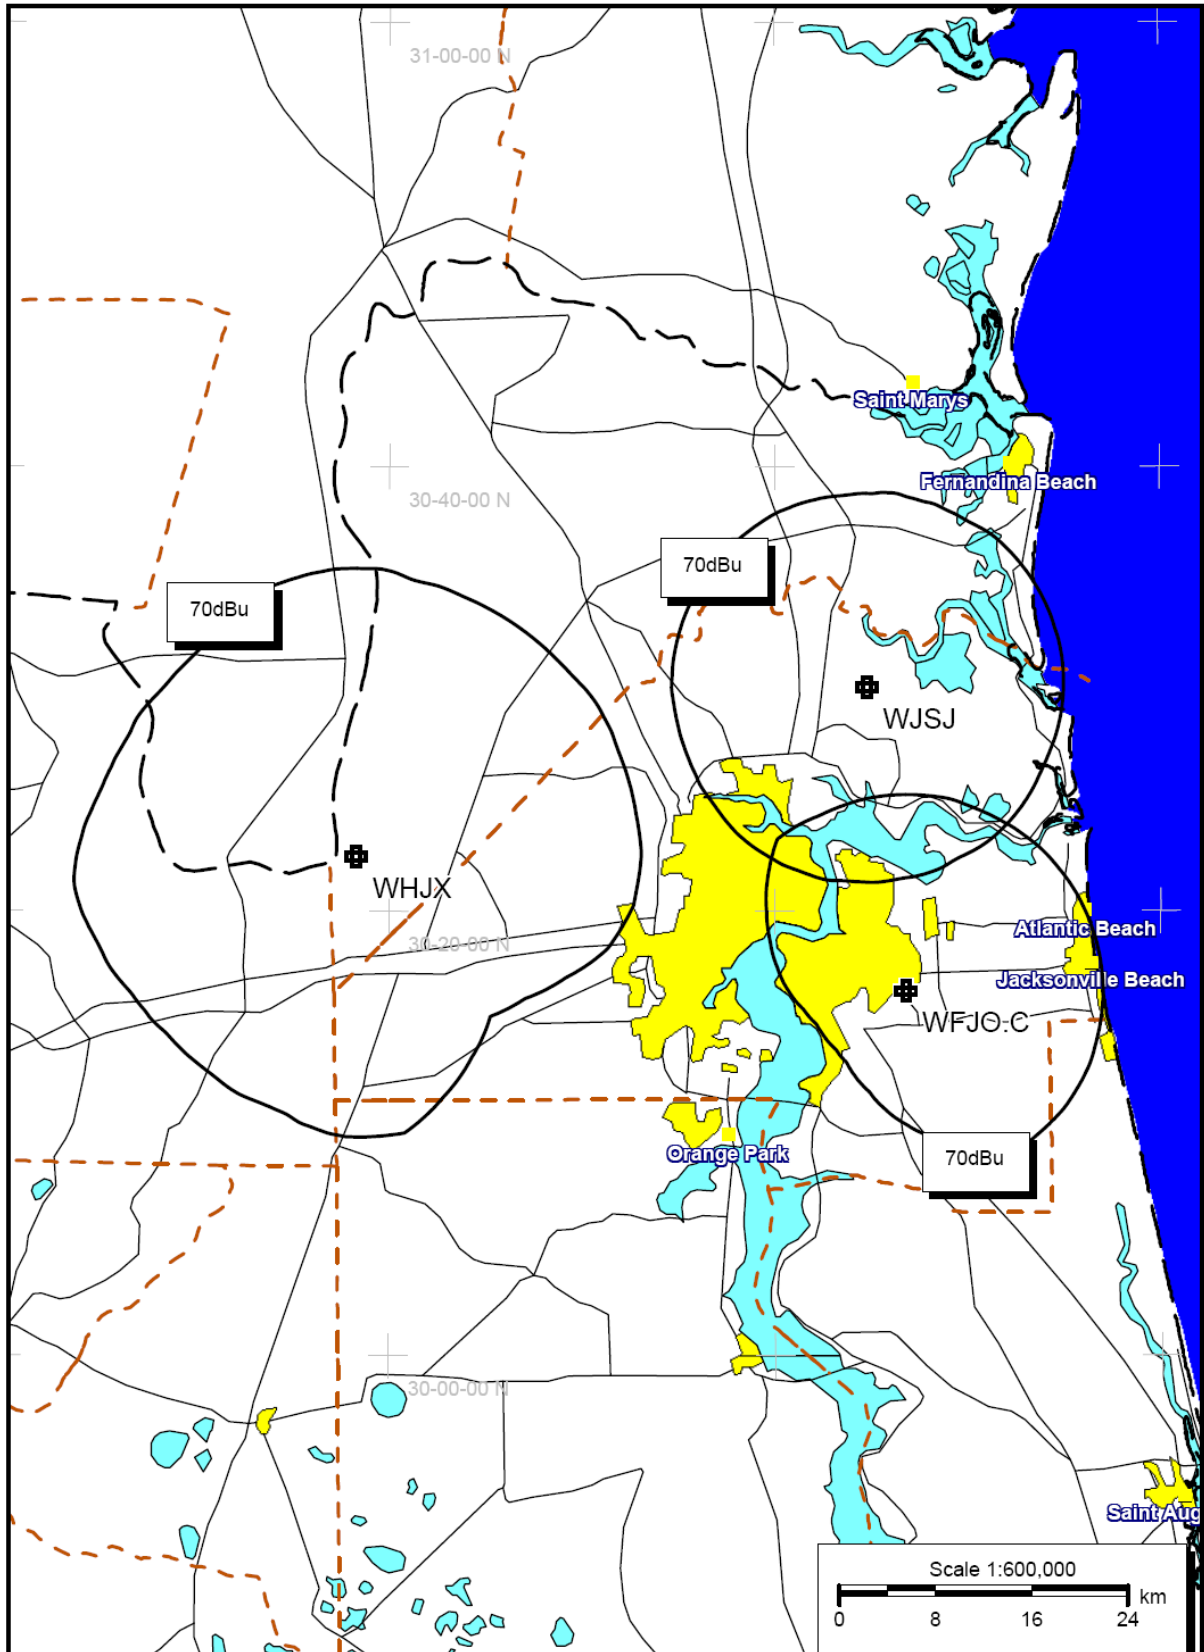 31-00-00 N
Saint Marys
Fernandina Beach
30-40-00 N
70dBu
70dBu
WJSJ
WHJX
30-20-00 N
Atlantic Beach
Jacksonville Beach
WFJO.C
70dBu
Orange Park
30-00-00 N
Saint Aug
Scale 1:600,000
km
0 8 16 24